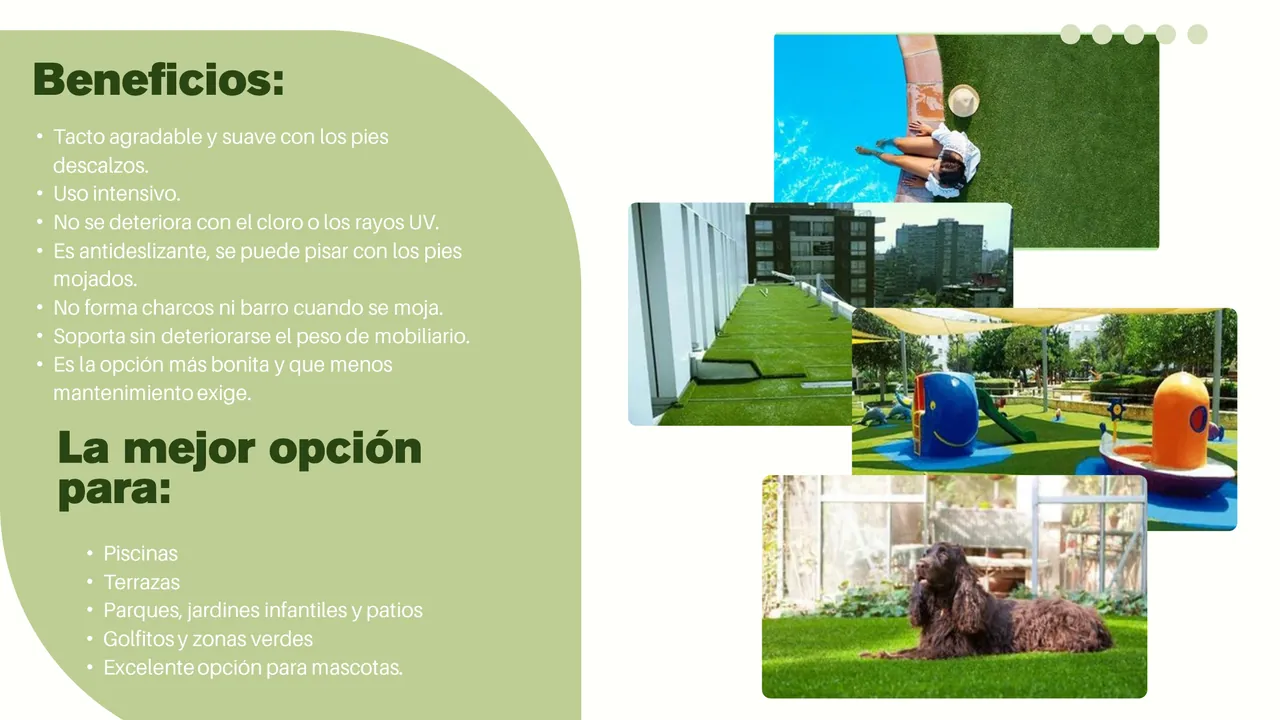 Beneficios:
• Tacto agradable y suave con los pies
descalzos.
• Uso intensivo.
• No se deteriora con el cloro o los rayos UV.
• Es antideslizante, se puede pisar con los pies
mojados.
• No forma charcos ni barro cuando se moja.
• Soporta sin deteriorarse el peso de mobiliario.
• Es la opción más bonita y que menos
mantenimiento exige.
La mejor opción
para:
• Piscinas
• Terrazas
• Parques, jardines infantiles y patios
• Golfitos y zonas verdes
• Excelente opción para mascotas.